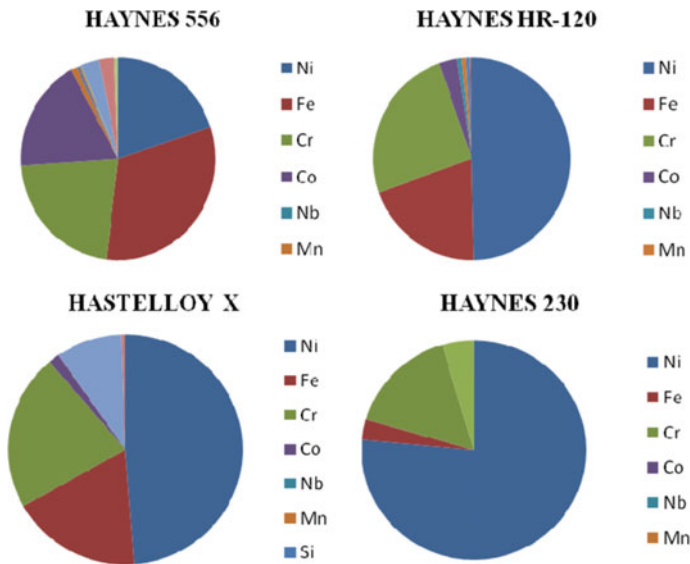 HAYNES 556
Ni
Fe
Cr
Co
Nb
Mn
HAYNES HR-120
Ni
Fe
Cr
Co
Nb
Mn
HASTELLOY X
Ni
Fe
Cr
Co
Nb
Mn
Si
HAYNES 230
Ni
Fe
Cr
Co
Nb
Mn